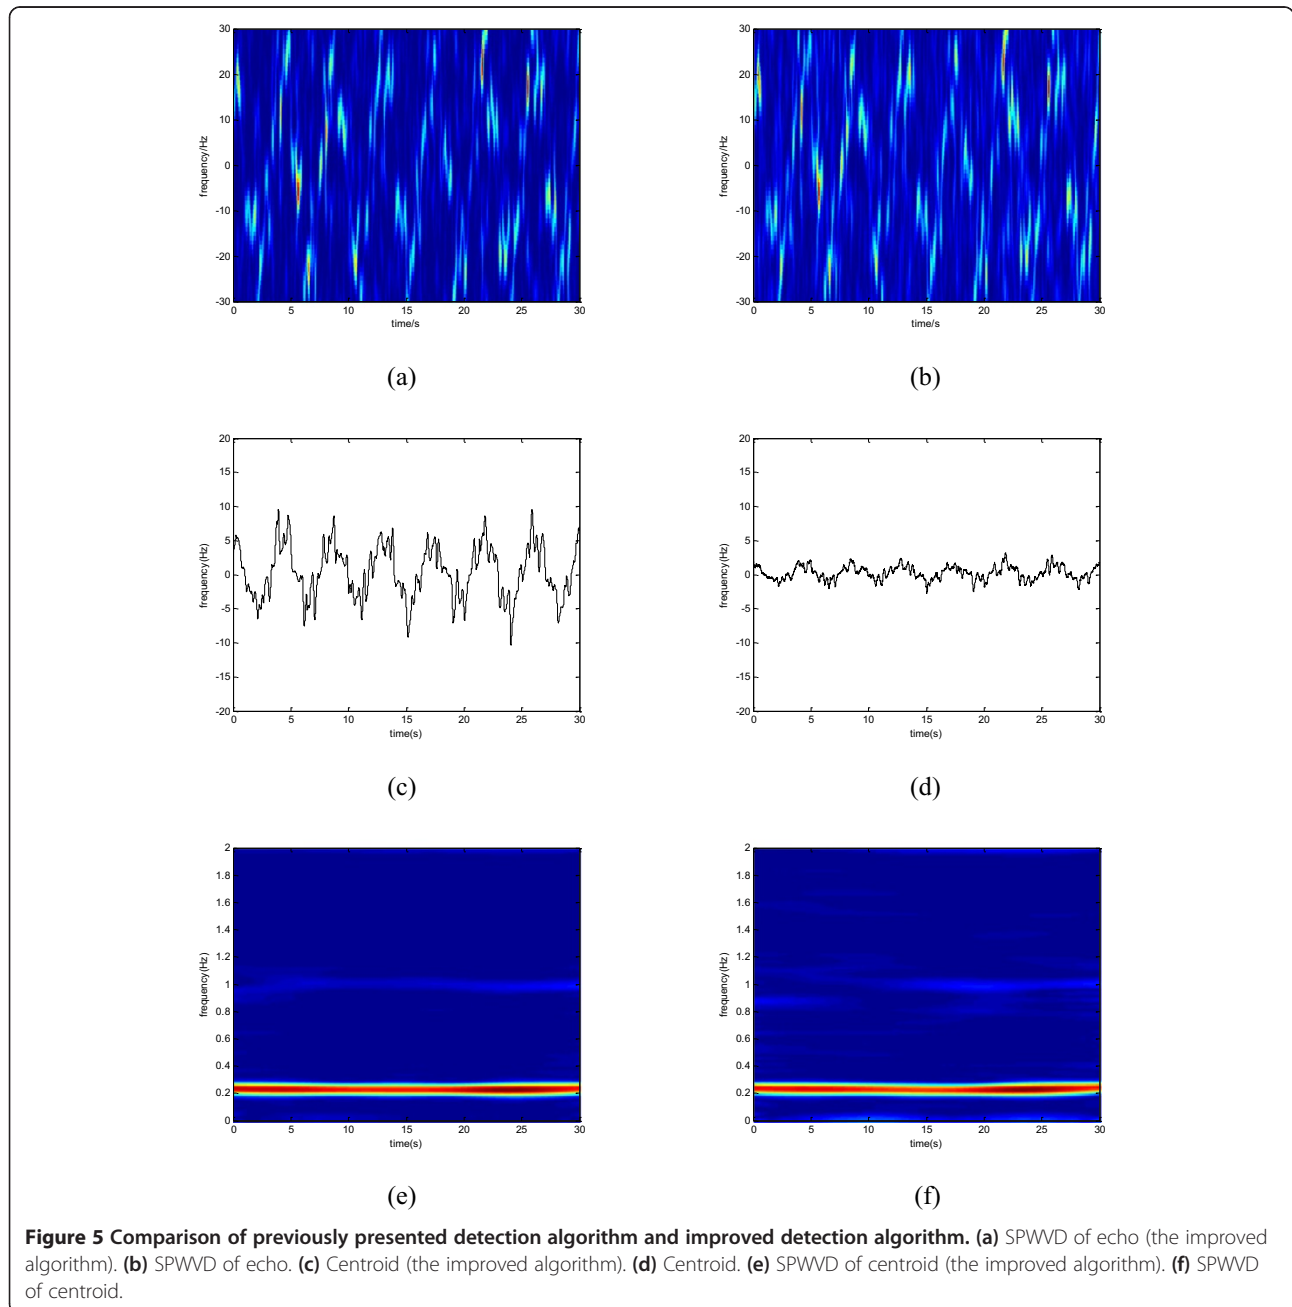 30
20
10
0
-10
-20
-30
frequency/Hz
0 5 10 15 20 25 30
time/s
(a)
30
20
10
0
-10
-20
-30
frequency/Hz
0 5 10 15 20 25 30
time/s
(b)
20
15
10
5
0
-5
-10
-15
-20
frequency(Hz)
0 5 10 15 20 25 30
time(s)
(c)
20
15
10
5
0
-5
-10
-15
-20
frequency(Hz)
0 5 10 15 20 25 30
time(s)
(d)
2
1.8
1.6
1.4
1.2
1
0.8
0.6
0.4
0.2
0
frequency(Hz)
0 5 10 15 20 25 30
time(s)
(e)
2
1.8
1.6
1.4
1.2
1
0.8
0.6
0.4
0.2
0
frequency(Hz)
0 5 10 15 20 25 30
time(s)
(f)
Figure 5 Comparison of previously presented detection algorithm and improved detection algorithm. (a) SPWVD of echo (the improved
algorithm). (b) SPWVD of echo. (c) Centroid (the improved algorithm). (d) Centroid. (e) SPWVD of centroid (the improved algorithm). (f) SPWVD
of centroid.